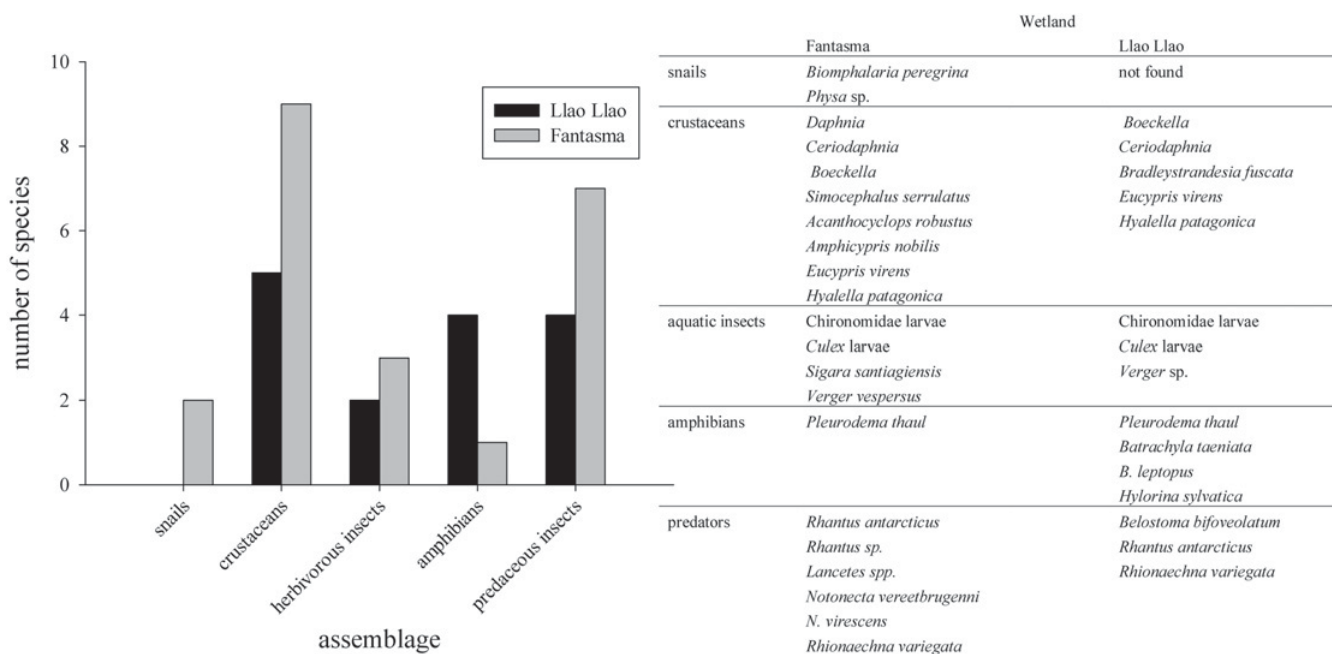 10
8
6
4
2
0
number of species
Llao Llao
Fantasma
snails
crustaceans
herbivorous insects
amphibians
predaceous insects
assemblage
Wetland
Fantasma Llao Llao
snails Biomphalaria peregrina not found
Physa sp.
crustaceans Daphnia Boeckella
Ceriodaphnia Ceriodaphnia
Boeckella Bradleystrandesia fuscata
Simocephalus serrulatus Eucypris virens
Acanthocyclops robustus Hyalella patagonica
Amphicypris nobilis
Eucypris virens
Hyalella patagonica
aquatic insects Chironomidae larvae Chironomidae larvae
Culex larvae Culex larvae
Sigara santiagiensis Verger sp.
Verger vespersus
amphibians Pleurodema thaul Pleurodema thaul
Batrachyla taeniata
B. leptopus
Hylorina sylvatica
predators Rhantus antarcticus Belostoma bifoveolatum
Rhantus sp. Rhantus antarcticus
Lancetes spp. Rhionaechna variegata
Notonecta vereetbrugenni
N. virescens
Rhionaechna variegata